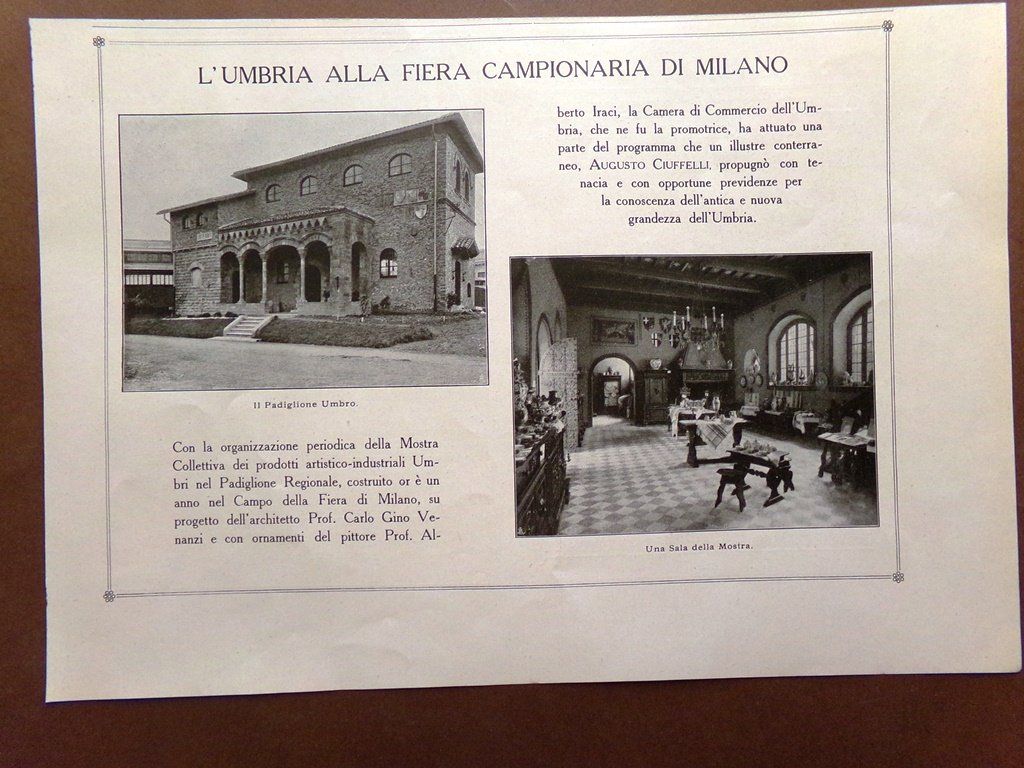 L'UMBRIA ALLA FIERA CAMPIONARIA DI MILANO
Il Padiglione Umbro.
Con la organizzazione periodica della Mostra
Collettiva dei prodotti artistico-industriali Um-
bri nel Padiglione Regionale, costruito or è un
anno nel Campo della Fiera di Milano, su
progetto dell'architetto Prof. Carlo Gino Ve-
nanzi e con ornamenti del pittore Prof. Al-
berto Iraci, la Camera di Commercio dell'Um-
bria, che ne fu la promotrice, ha attuato una
parte del programma che un illustre conterra-
neo, AUGUSTO CIUFFELLI, propugnò con te-
nacia e con opportune previdenze per
la conoscenza dell'antica e nuova
grandezza dell'Umbria.
Una Sala della Mostra.